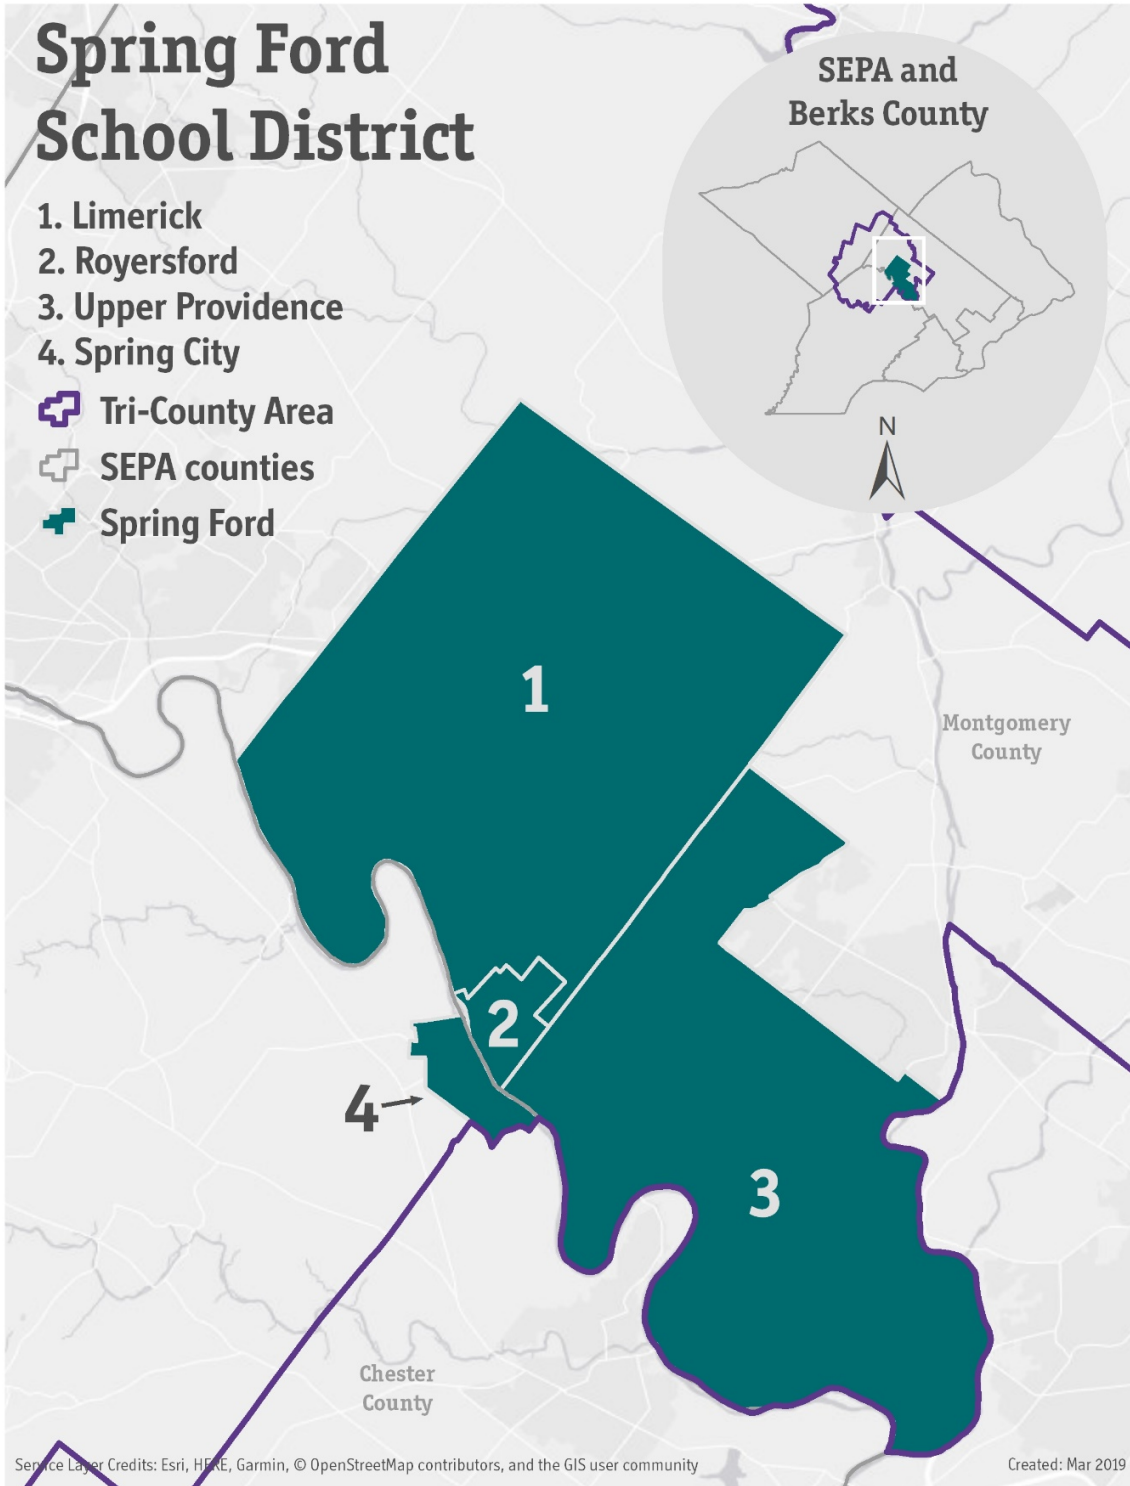 Spring Ford
School District
1. Limerick
2. Royersford
3. Upper Providence
4. Spring City
Tri-County Area
SEPA counties
Spring Ford
SEPA and
Berks County
N
1
Montgomery
County
2
4
3
Chester
County
Service Layer Credits: Esri, HERE, Garmin, © OpenStreetMap contributors, and the GIS user community
Created: Mar 2019